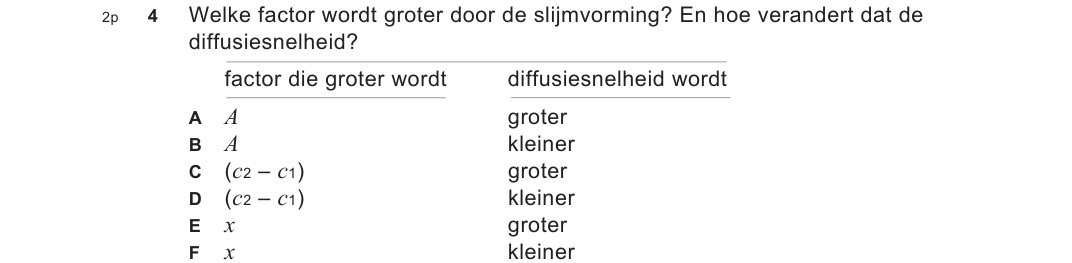 2p 4 Welke factor wordt groter door de slijmvorming? En hoe verandert dat de
diffusiesnelheid?
factor die groter wordt diffusiesnelheid wordt
A A groter
B A kleiner
C (c2 – c1) groter
D (c2 – c1) kleiner
E x groter
F x kleiner